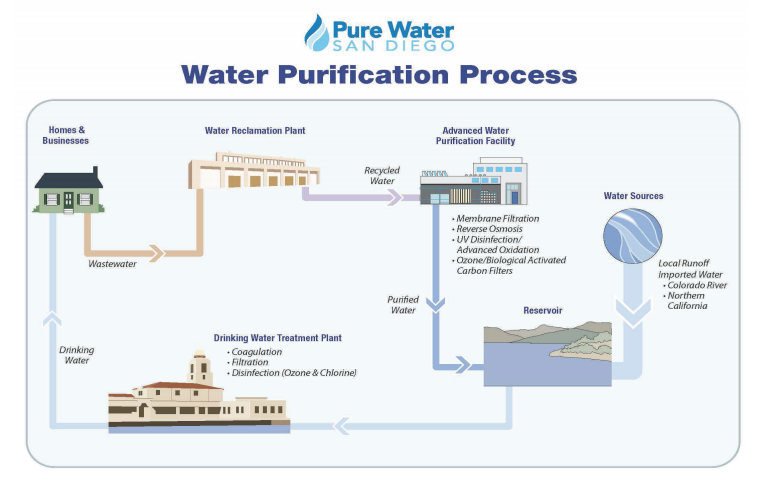 Pure Water
SAN DIEGO
Water Purification Process
Homes &
Businesses
Water Reclamation Plant
Advanced Water
Purification Facility
Recycled
Water
Water Sources
• Membrane Filtration
• Reverse Osmosis
• UV Disinfection/
Advanced Oxidation
• Ozone/Biological Activated
Carbon Filters
Wastewater
Local Runoff
Imported Water
• Colorado River
• Northern
California
Purified
Water
Reservoir
Drinking Water Treatment Plant
• Coagulation
• Filtration
• Disinfection (Ozone & Chlorine)
Drinking
Water